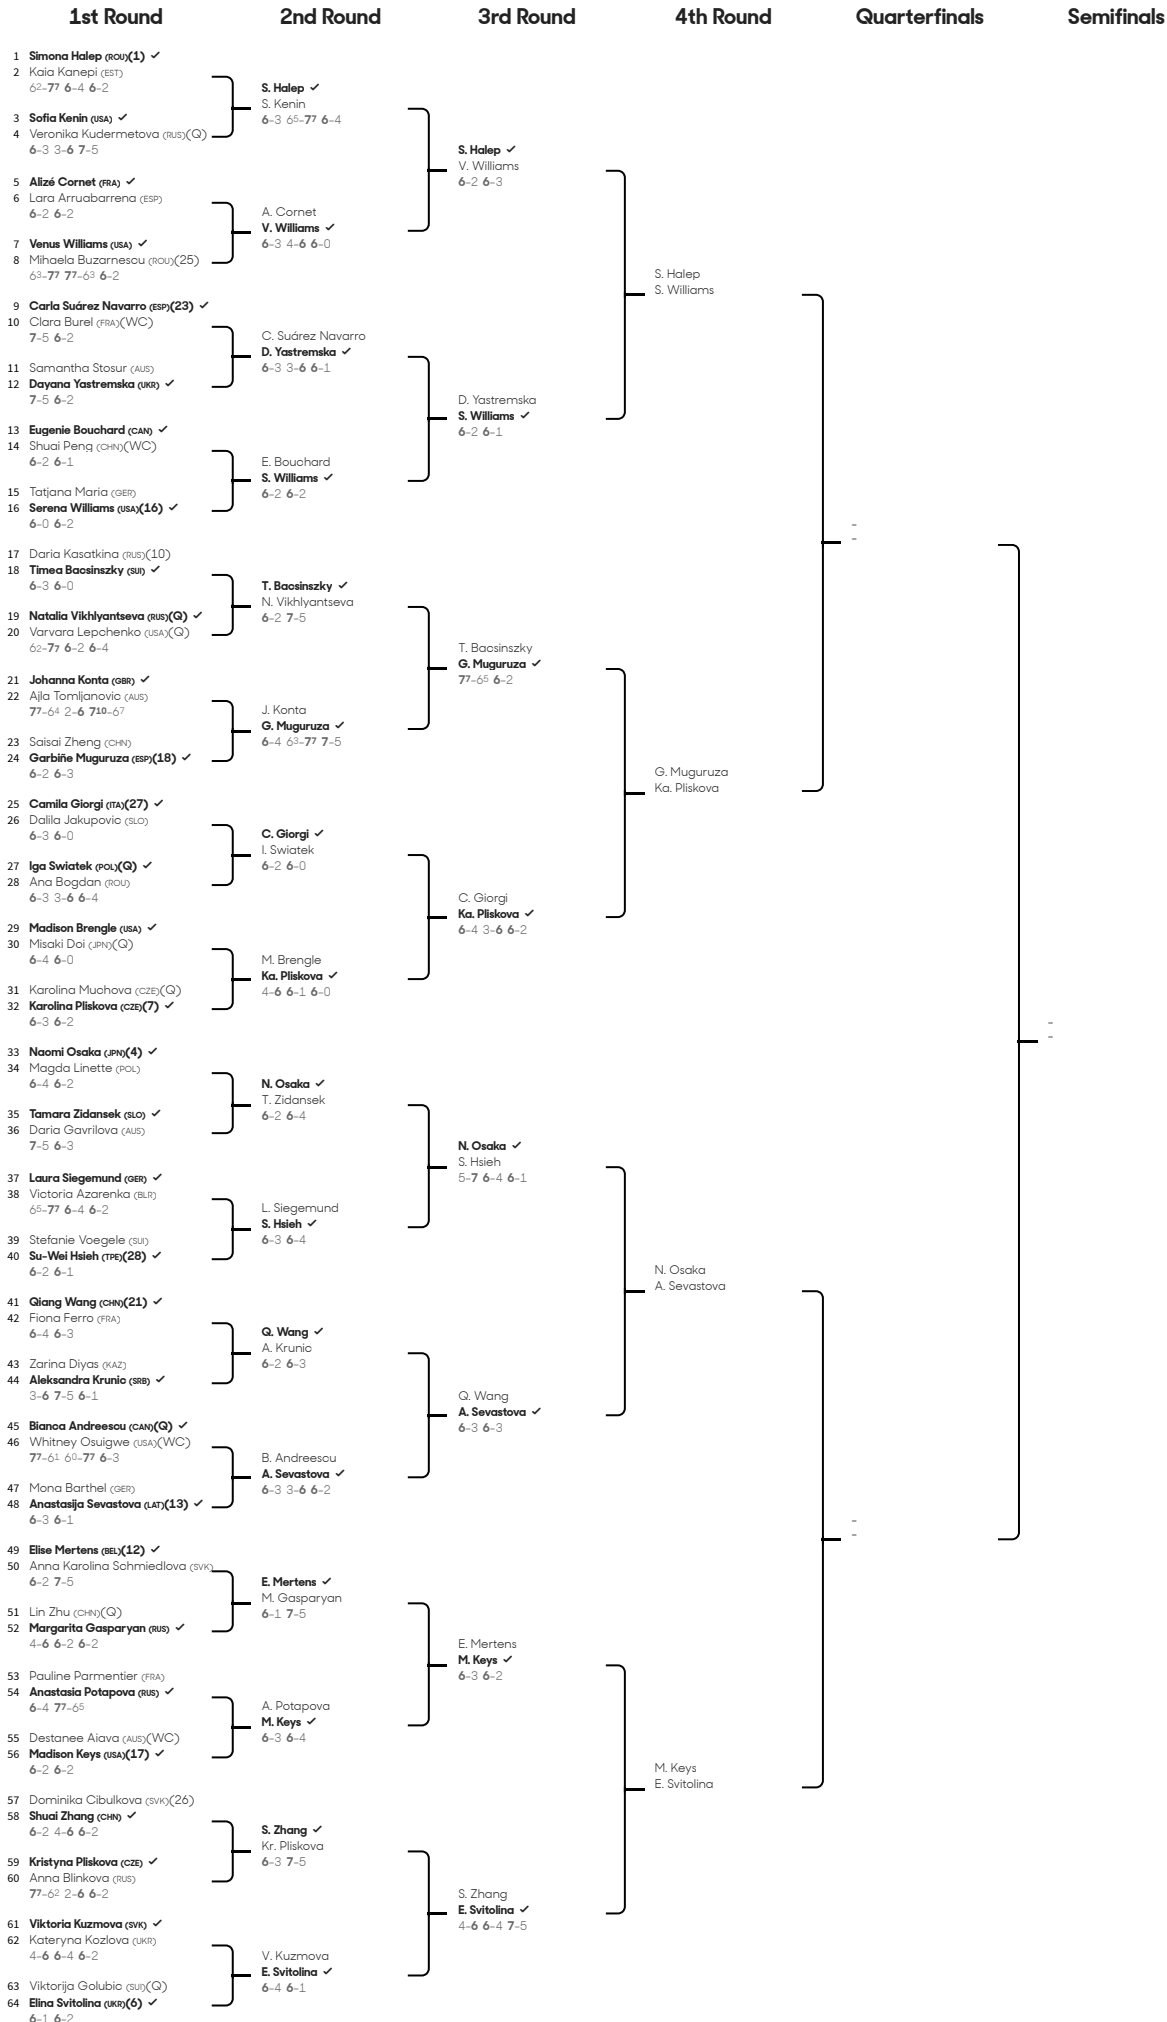 1st Round
2nd Round
3rd Round
4th Round
Quarterfinals
Semifinals
1 Simona Halep (ROU)(1) ✓
2 Kaia Kanepi (EST)
6²-7⁷ 6-4 6-2
3 Sofia Kenin (USA) ✓
4 Veronika Kudermetova (RUS)(Q)
6-3 3-6 7-5
5 Alizé Cornet (FRA) ✓
6 Lara Arruabarrena (ESP)
6-2 6-2
7 Venus Williams (USA) ✓
8 Mihaela Buzarnescu (ROU)(25)
6³-7⁷ 7⁷-6³ 6-2
9 Carla Suárez Navarro (ESP)(23) ✓
10 Clara Burel (FRA)(WC)
7-5 6-2
11 Samantha Stosur (AUS)
12 Dayana Yastremska (UKR) ✓
7-5 6-2
13 Eugenie Bouchard (CAN) ✓
14 Shuai Peng (CHN)(WC)
6-2 6-1
15 Tatjana Maria (GER)
16 Serena Williams (USA)(16) ✓
6-0 6-2
17 Daria Kasatkina (RUS)(10)
18 Timea Bacsinszky (SUI) ✓
6-3 6-0
19 Natalia Vikhlyantseva (RUS)(Q) ✓
20 Varvara Lepchenko (USA)(Q)
6²-7⁷ 6-2 6-4
21 Johanna Konta (GBR) ✓
22 Ajla Tomljanovic (AUS)
7⁷-6⁴ 2-6 7¹⁰-6⁷
23 Saisai Zheng (CHN)
24 Garbiñe Muguruza (ESP)(18) ✓
6-2 6-3
25 Camila Giorgi (ITA)(27) ✓
26 Dalila Jakupovic (SLO)
6-3 6-0
27 Iga Swiatek (POL)(Q) ✓
28 Ana Bogdan (ROU)
6-3 3-6 6-4
29 Madison Brengle (USA) ✓
30 Misaki Doi (JPN)(Q)
6-4 6-0
31 Karolina Muchova (CZE)(Q)
32 Karolina Pliskova (CZE)(7) ✓
6-3 6-2
33 Naomi Osaka (JPN)(4) ✓
34 Magda Linette (POL)
6-4 6-2
35 Tamara Zidansek (SLO) ✓
36 Daria Gavrilova (AUS)
7-5 6-3
37 Laura Siegemund (GER) ✓
38 Victoria Azarenka (BLR)
6⁵-7⁷ 6-4 6-2
39 Stefanie Voegele (SUI)
40 Su-Wei Hsieh (TPE)(28) ✓
6-2 6-1
41 Qiang Wang (CHN)(21) ✓
42 Fiona Ferro (FRA)
6-4 6-3
43 Zarina Diyas (KAZ)
44 Aleksandra Krunic (SRB) ✓
3-6 7-5 6-1
45 Bianca Andreescu (CAN)(Q) ✓
46 Whitney Osuigwe (USA)(WC)
7⁷-6¹ 6⁰-7⁷ 6-3
47 Mona Barthel (GER)
48 Anastasija Sevastova (LAT)(13) ✓
6-3 6-1
49 Elise Mertens (BEL)(12) ✓
50 Anna Karolina Schmiedlova (SVK)
6-2 7-5
51 Lin Zhu (CHN)(Q)
52 Margarita Gasparyan (RUS) ✓
4-6 6-2 6-2
53 Pauline Parmentier (FRA)
54 Anastasia Potapova (RUS) ✓
6-4 7⁷-6⁵
55 Destanee Aiava (AUS)(WC)
56 Madison Keys (USA)(17) ✓
6-2 6-2
57 Dominika Cibulkova (SVK)(26)
58 Shuai Zhang (CHN) ✓
6-2 4-6 6-2
59 Kristyna Pliskova (CZE) ✓
60 Anna Blinkova (RUS)
7⁷-6² 2-6 6-2
61 Viktoria Kuzmova (SVK) ✓
62 Kateryna Kozlova (UKR)
4-6 6-4 6-2
63 Viktorija Golubic (SUI)(Q)
64 Elina Svitolina (UKR)(6) ✓
6-1 6-2
S. Halep ✓
S. Kenin
6-3 6⁵-7⁷ 6-4
A. Cornet
V. Williams ✓
6-3 4-6 6-0
C. Suárez Navarro
D. Yastremska ✓
6-3 3-6 6-1
E. Bouchard
S. Williams ✓
6-2 6-2
T. Bacsinszky ✓
N. Vikhlyantseva
6-2 7-5
J. Konta
G. Muguruza ✓
6-4 6³-7⁷ 7-5
C. Giorgi ✓
I. Swiatek
6-2 6-0
M. Brengle
Ka. Pliskova ✓
4-6 6-1 6-0
N. Osaka ✓
T. Zidansek
6-2 6-4
L. Siegemund
S. Hsieh ✓
6-3 6-4
Q. Wang ✓
A. Krunic
6-2 6-3
B. Andreescu
A. Sevastova ✓
6-3 3-6 6-2
E. Mertens ✓
M. Gasparyan
6-1 7-5
A. Potapova
M. Keys ✓
6-3 6-4
S. Zhang ✓
Kr. Pliskova
6-3 7-5
V. Kuzmova
E. Svitolina ✓
6-4 6-1
S. Halep ✓
V. Williams
6-2 6-3
D. Yastremska
S. Williams ✓
6-2 6-1
T. Bacsinszky
G. Muguruza ✓
7⁷-6⁵ 6-2
C. Giorgi
Ka. Pliskova ✓
6-4 3-6 6-2
N. Osaka ✓
S. Hsieh
5-7 6-4 6-1
Q. Wang
A. Sevastova ✓
6-3 6-3
E. Mertens
M. Keys ✓
6-3 6-2
S. Zhang
E. Svitolina ✓
4-6 6-4 7-5
S. Halep
S. Williams
G. Muguruza
Ka. Pliskova
N. Osaka
A. Sevastova
M. Keys
E. Svitolina
-
-
-
-
-
-